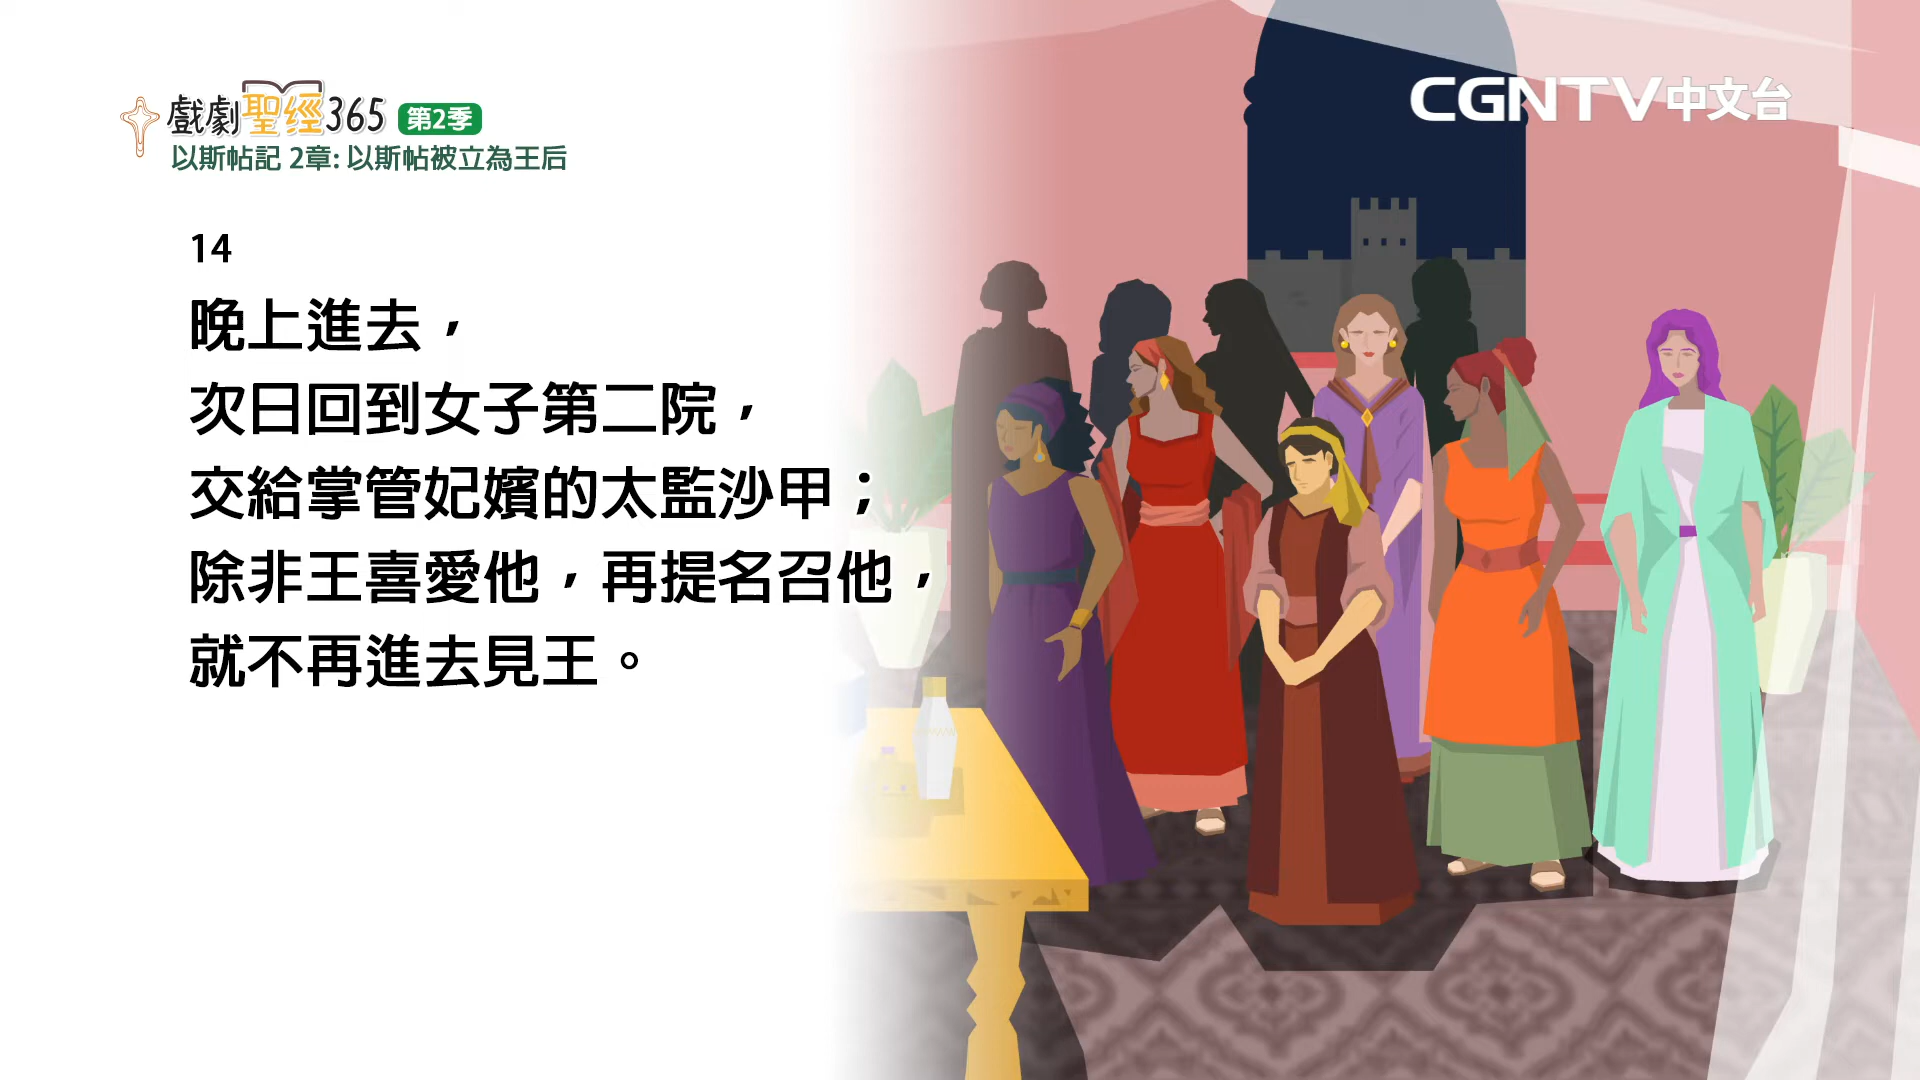 戲劇聖經365 第2季
以斯帖記 2章: 以斯帖被立為王后
CGNTV中文台
14
晚上進去，
次日回到女子第二院，
交給掌管妃嬪的太監沙甲；
除非王喜愛他，再提名召他，
就不再進去見王。